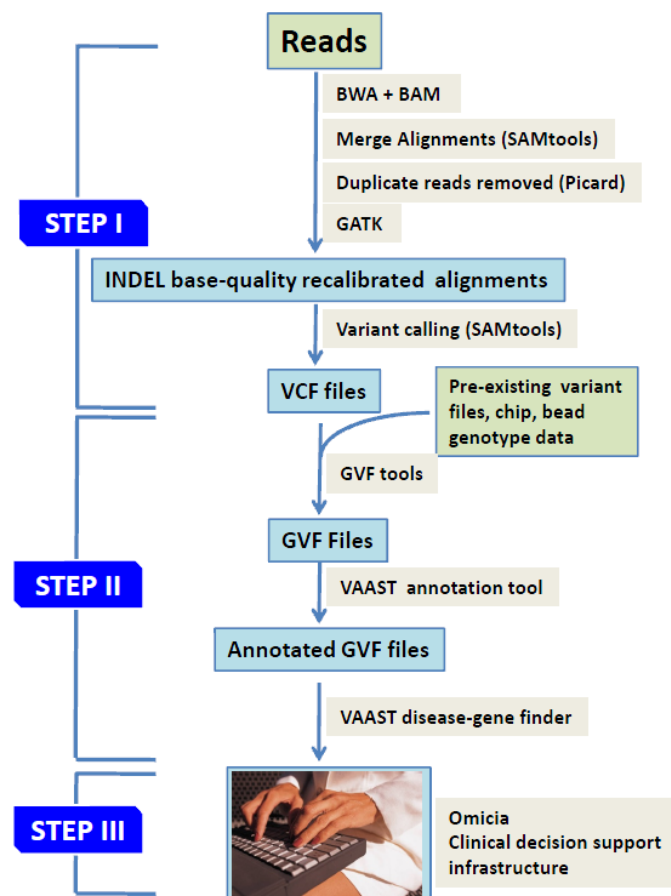 Reads
BWA + BAM
Merge Alignments (SAMtools)
Duplicate reads removed (Picard)
STEP I
GATK
INDEL base-quality recalibrated alignments
Variant calling (SAMtools)
VCF files
Pre-existing variant
files, chip, bead
genotype data
GVF tools
GVF Files
STEP II
VAAST annotation tool
Annotated GVF files
VAAST disease-gene finder
STEP III
Omicia
Clinical decision support
infrastructure